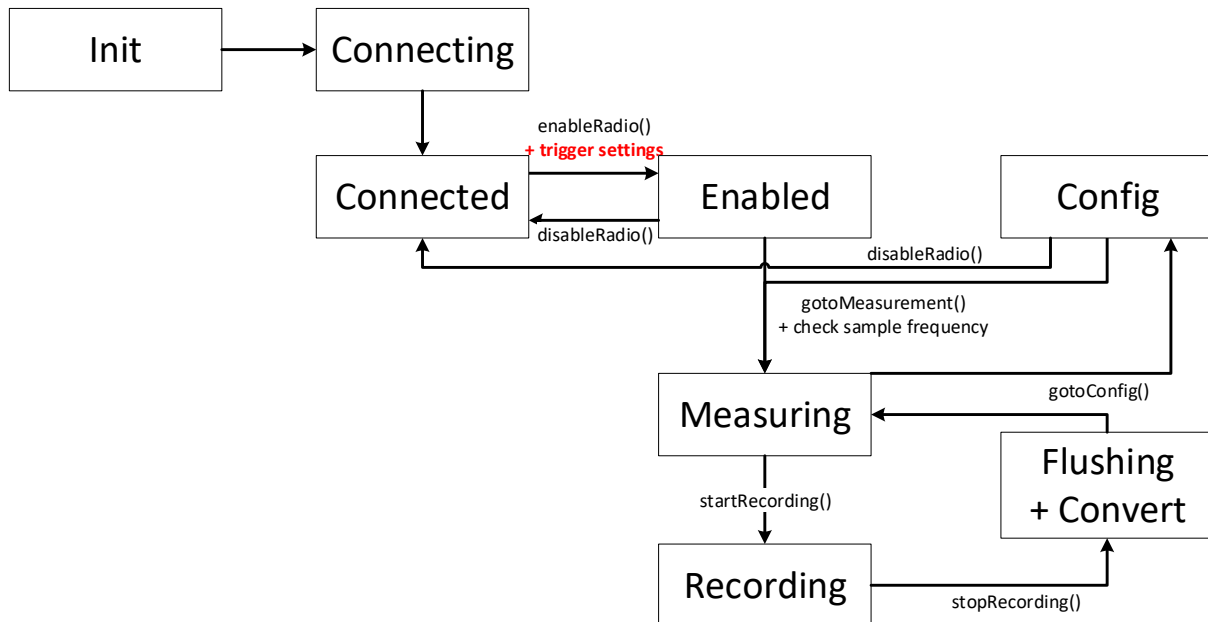 Init
Connecting
enableRadio()
+ trigger settings
Connected
Enabled
Config
disableRadio()
disableRadio()
gotoMeasurement()
+ check sample frequency
Measuring
gotoConfig()
Flushing
+ Convert
startRecording()
Recording
stopRecording()